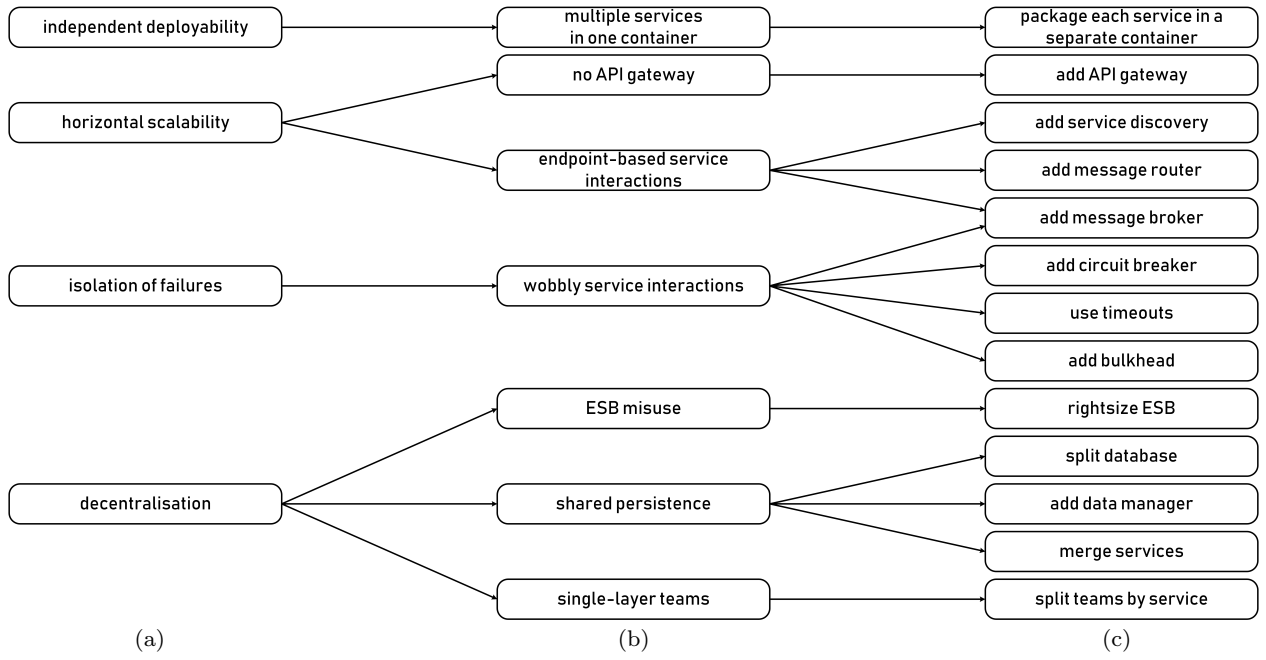 independent deployability
multiple services
in one container
package each service in a
separate container
no API gateway
add API gateway
horizontal scalability
add service discovery
endpoint-based service
interactions
add message router
add message broker
add circuit breaker
isolation of failures
wobbly service interactions
use timeouts
add bulkhead
ESB misuse
rightsize ESB
split database
decentralisation
shared persistence
add data manager
merge services
single-layer teams
split teams by service
(a)
(b)
(c)